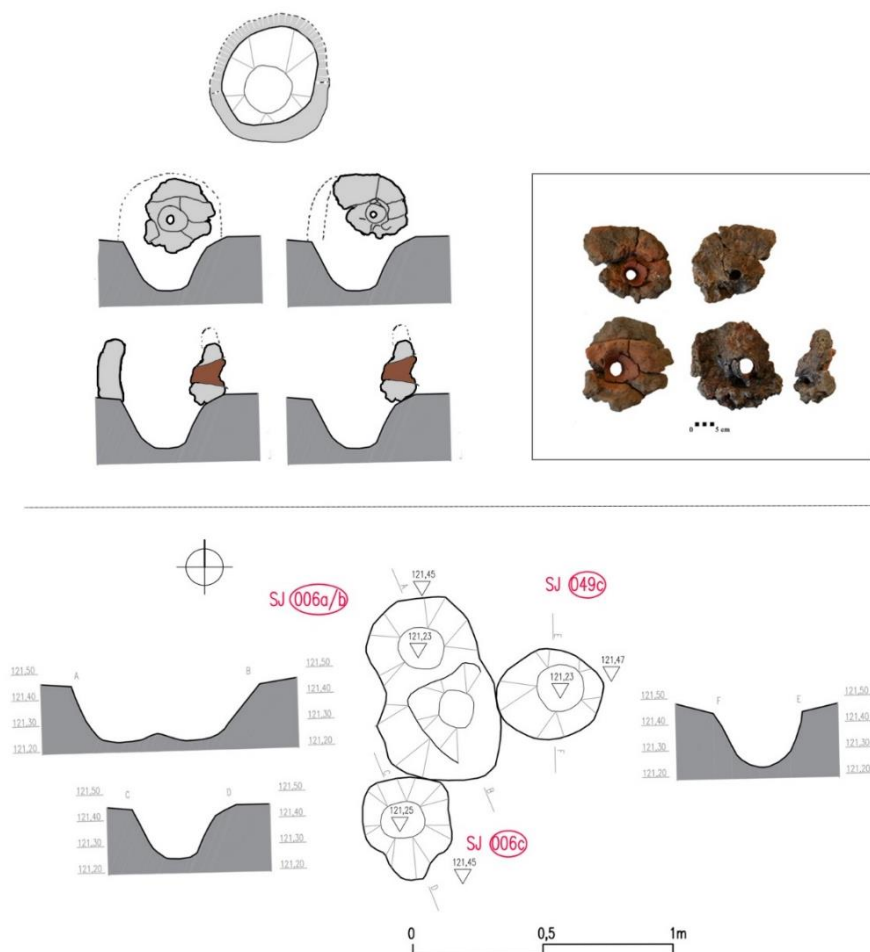 0 5 cm
121,45
SJ 006a/b
SJ 049c
A
E
121,23
121,47
121,50 A B 121,50
121,40 121,40
121,30 121,30
121,20 121,20
121,23
121,50 F E 121,50
121,40 121,40
121,30 121,30
121,20 121,20
C
F
B
121,50 C D 121,50
121,40 121,40
121,30 121,30
121,20 121,20
121,25
SJ 006c
121,45
D
0 0,5 1m